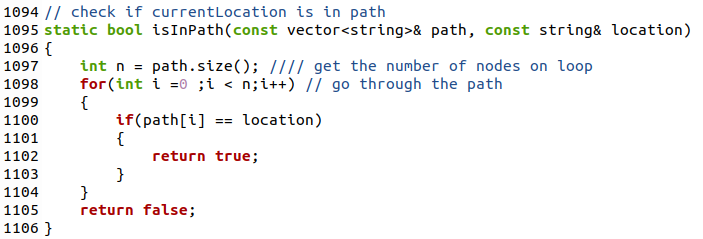 1094 // check if currentLocation is in path
1095 static bool isInPath(const vector<string>& path, const string& location)
1096 {
1097     int n = path.size(); //// get the number of nodes on loop
1098     for(int i =0 ;i < n;i++) // go through the path
1099     {
1100         if(path[i] == location)
1101         {
1102             return true;
1103         }
1104     }
1105     return false;
1106 }